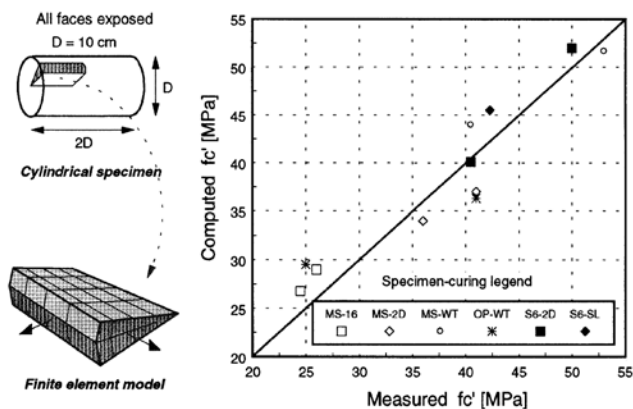 All faces exposed
D = 10 cm
D
2D
Cylindrical specimen
Finite element model
Computed fc' [MPa]
55
50
45
40
35
30
25
20
Specimen-curing legend
MS-16 MS-2D MS-WT OP-WT S6-2D S6-SL
20 25 30 35 40 45 50 55
Measured fc' [MPa]